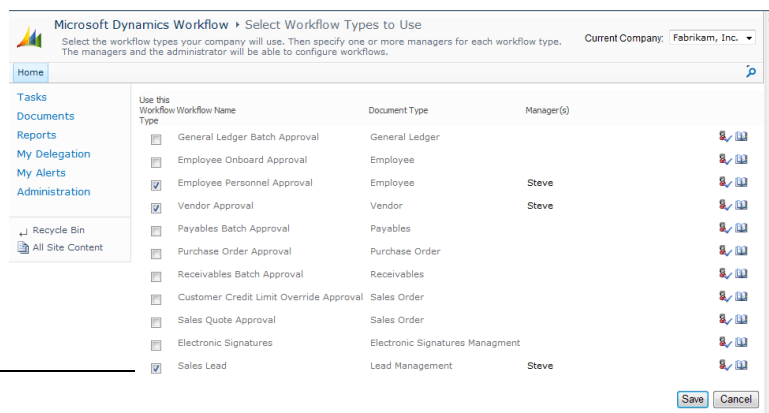 Microsoft Dynamics Workflow ▸ Select Workflow Types to Use
Select the workflow types your company will use. Then specify one or more managers for each workflow type.
The managers and the administrator will be able to configure workflows.
Current Company: Fabrikam, Inc.
Home
Tasks
Documents
Reports
My Delegation
My Alerts
Administration
Recycle Bin
All Site Content
Use this
Workflow Workflow Name Document Type Manager(s)
Type
General Ledger Batch Approval General Ledger
Employee Onboard Approval Employee
Employee Personnel Approval Employee Steve
Vendor Approval Vendor Steve
Payables Batch Approval Payables
Purchase Order Approval Purchase Order
Receivables Batch Approval Receivables
Customer Credit Limit Override Approval Sales Order
Sales Quote Approval Sales Order
Electronic Signatures Electronic Signatures Managment
Sales Lead Lead Management Steve
Save Cancel